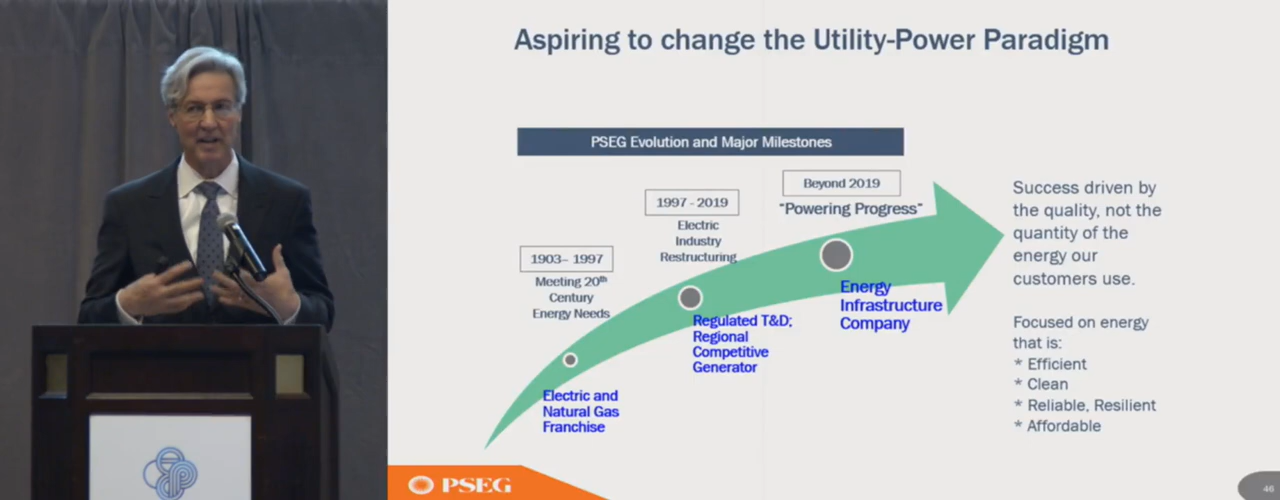 Aspiring to change the Utility-Power Paradigm
PSEG Evolution and Major Milestones
1903– 1997
Meeting 20th
Century
Energy Needs
Electric and
Natural Gas
Franchise
1997 - 2019
Electric
Industry
Restructuring
Regulated T&D;
Regional
Competitive
Generator
Beyond 2019
“Powering Progress”
Energy
Infrastructure
Company
Success driven by
the quality, not the
quantity of the
energy our
customers use.
Focused on energy
that is:
* Efficient
* Clean
* Reliable, Resilient
* Affordable
PSEG
46